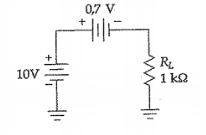 0,7 V
+ −
+
10V
−
R_L
1 kΩ